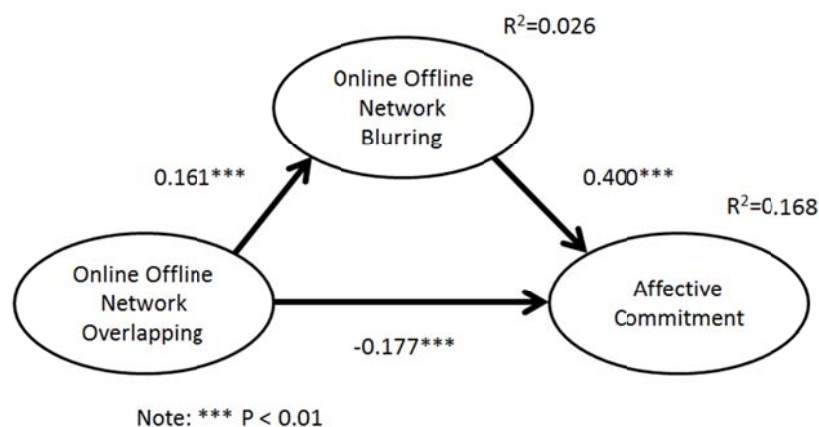 R²=0.026
Online Offline
Network
Blurring
0.161***
0.400***
R²=0.168
Online Offline
Network
Overlapping
Affective
Commitment
-0.177***
Note: *** P < 0.01